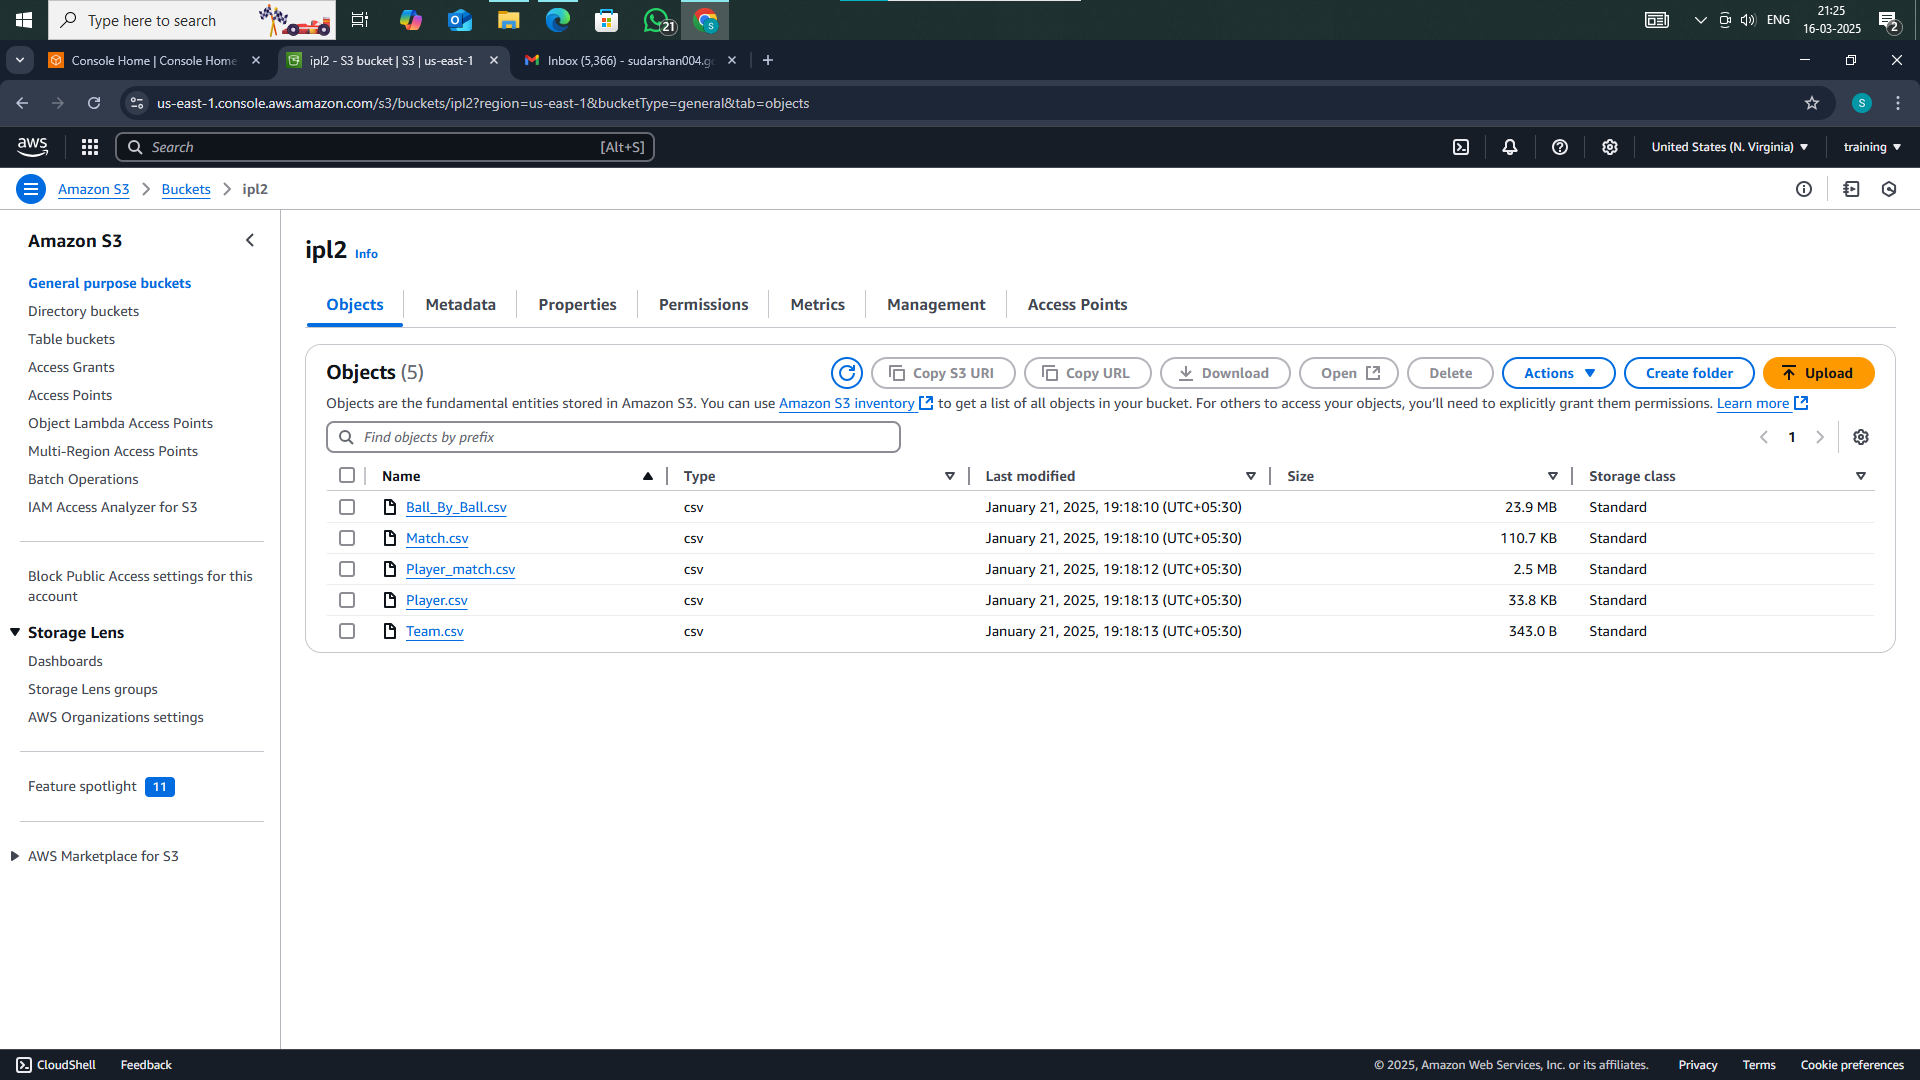 Type here to search
21
S
ENG
21:25
16-03-2025
2
Console Home | Console Home
ipl2 - S3 bucket | S3 | us-east-1
Inbox (5,366) - sudarshan004.g
us-east-1.console.aws.amazon.com/s3/buckets/ipl2?region=us-east-1&bucketType=general&tab=objects
S
aws
Search
[Alt+S]
United States (N. Virginia)
training
Amazon S3
Buckets
ipl2
Amazon S3
General purpose buckets
Directory buckets
Table buckets
Access Grants
Access Points
Object Lambda Access Points
Multi-Region Access Points
Batch Operations
IAM Access Analyzer for S3
Block Public Access settings for this
account
Storage Lens
Dashboards
Storage Lens groups
AWS Organizations settings
Feature spotlight 11
AWS Marketplace for S3
ipl2 Info
Objects
Metadata
Properties
Permissions
Metrics
Management
Access Points
Objects (5)
Copy S3 URI
Copy URL
Download
Open
Delete
Actions
Create folder
Upload
Objects are the fundamental entities stored in Amazon S3. You can use Amazon S3 inventory to get a list of all objects in your bucket. For others to access your objects, you’ll need to explicitly grant them permissions. Learn more
Find objects by prefix
1
Name Type Last modified Size Storage class
Ball_By_Ball.csv csv January 21, 2025, 19:18:10 (UTC+05:30) 23.9 MB Standard
Match.csv csv January 21, 2025, 19:18:10 (UTC+05:30) 110.7 KB Standard
Player_match.csv csv January 21, 2025, 19:18:12 (UTC+05:30) 2.5 MB Standard
Player.csv csv January 21, 2025, 19:18:13 (UTC+05:30) 33.8 KB Standard
Team.csv csv January 21, 2025, 19:18:13 (UTC+05:30) 343.0 B Standard
CloudShell
Feedback
© 2025, Amazon Web Services, Inc. or its affiliates.
Privacy
Terms
Cookie preferences